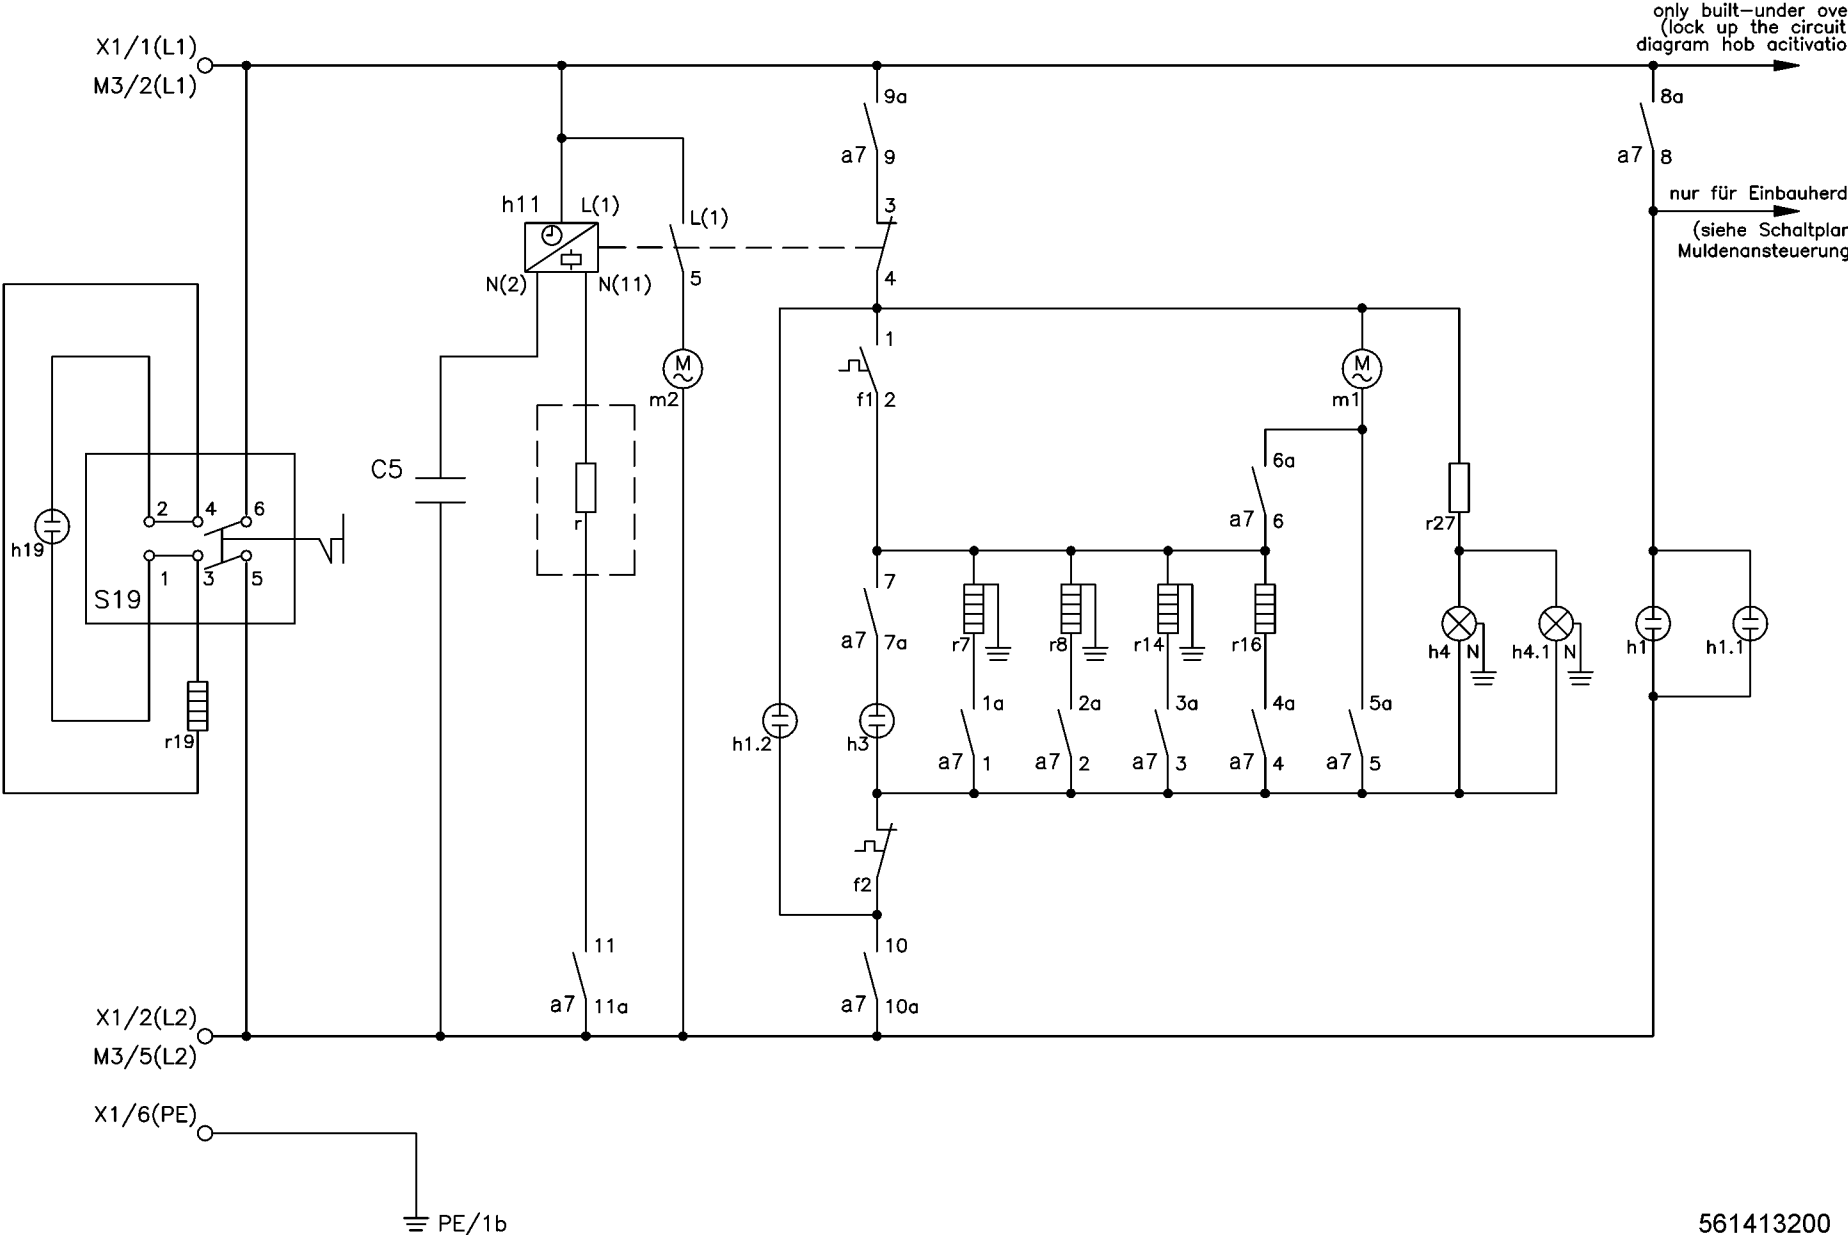 only built-under ove
(lock up the circuit
diagram hob acitivatio
X1/1(L1)
M3/2(L1)
9a
a7 9
8a
a7 8
nur für Einbauherd
(siehe Schaltplan
Muldenansteuerung
h11 L(1)
L(1)
3
N(2) N(11)
5
4
1
f1 2
M
m2
M
m1
C5
r
6a
a7 6
r27
2 4 6
h19
1 3 5
S19
7
a7 7a
r7
r8
r14
r16
h4 N
h4.1 N
h1
h1.1
r19
h1.2
h3
1a
a7 1
2a
a7 2
3a
a7 3
4a
a7 4
5a
a7 5
f2
11
a7 11a
10
a7 10a
X1/2(L2)
M3/5(L2)
X1/6(PE)
PE/1b
561413200